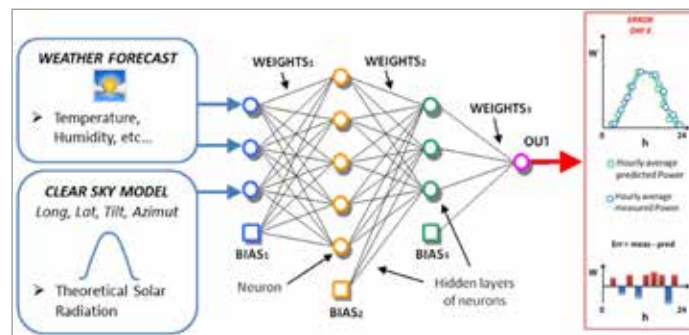 WEATHER FORECAST
Temperature,
Humidity, etc...
CLEAR SKY MODEL
Long, Lat, Tilt, Azimut
Theoretical Solar
Radiation
WEIGHTS₁
WEIGHTS₂
WEIGHTS₃
OUT
BIAS₁
Neuron
BIAS₂
BIAS₃
Hidden layers
of neurons
ERROR
DAY X
W
0
24
h
Hourly average
predicted Power
Hourly average
measured Power
Err = meas - pred
W
0
24
h